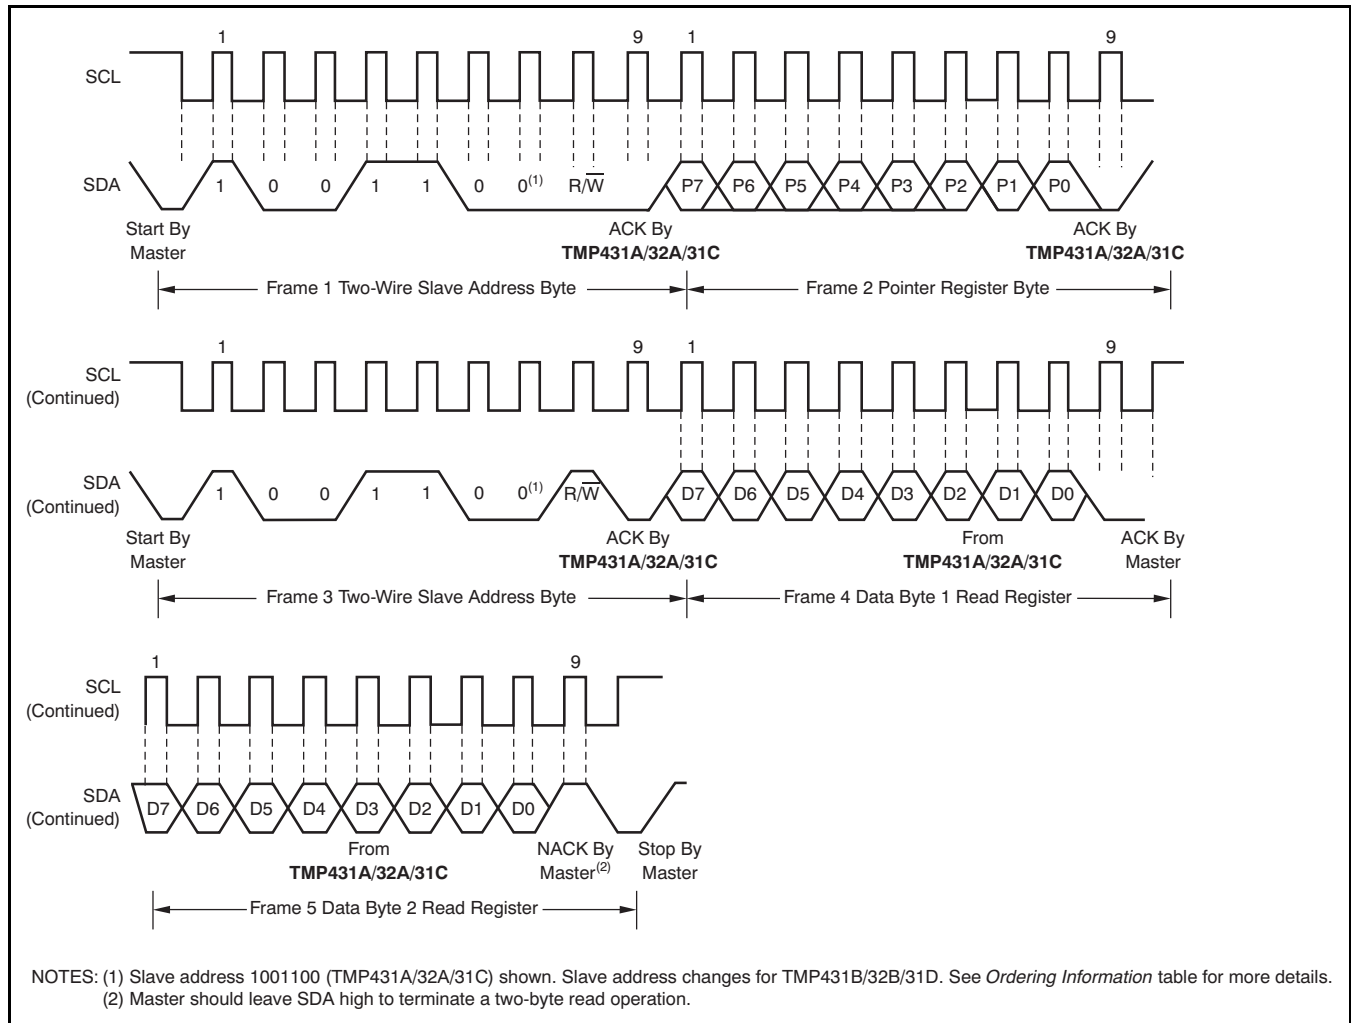 1 9 1 9
SCL
SDA 1 0 0 1 1 0 0(1) R/W P7 P6 P5 P4 P3 P2 P1 P0
Start By ACK By ACK By
Master TMP431A/32A/31C TMP431A/32A/31C
Frame 1 Two-Wire Slave Address Byte Frame 2 Pointer Register Byte
1 9 1 9
SCL
(Continued)
SDA
(Continued) 1 0 0 1 1 0 0(1) R/W D7 D6 D5 D4 D3 D2 D1 D0
Start By ACK By From ACK By
Master TMP431A/32A/31C TMP431A/32A/31C Master
Frame 3 Two-Wire Slave Address Byte Frame 4 Data Byte 1 Read Register
1 9
SCL
(Continued)
SDA
(Continued) D7 D6 D5 D4 D3 D2 D1 D0
From NACK By Stop By
TMP431A/32A/31C Master(2) Master
Frame 5 Data Byte 2 Read Register
NOTES: (1) Slave address 1001100 (TMP431A/32A/31C) shown. Slave address changes for TMP431B/32B/31D. See Ordering Information table for more details.
(2) Master should leave SDA high to terminate a two-byte read operation.